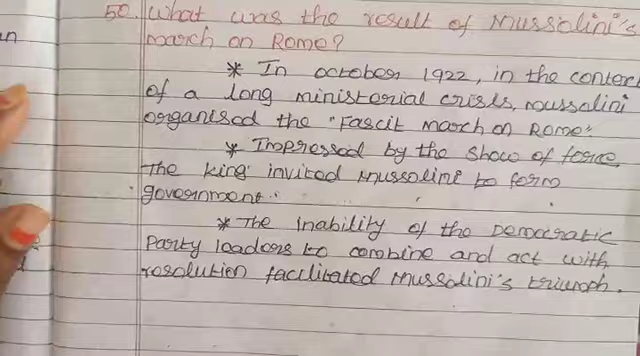 50. What was the result of Mussolini's
march on Rome?
* In october 1922, in the contex
of a long ministerial crisis, mussolini
organised the "Fascit march on Rome".
* Impressed by the show of force,
the king invited Mussolini to form
government.
* The inability of the Democratic
Party leaders to combine and act with
resolution facilitated Mussolini's triumph.